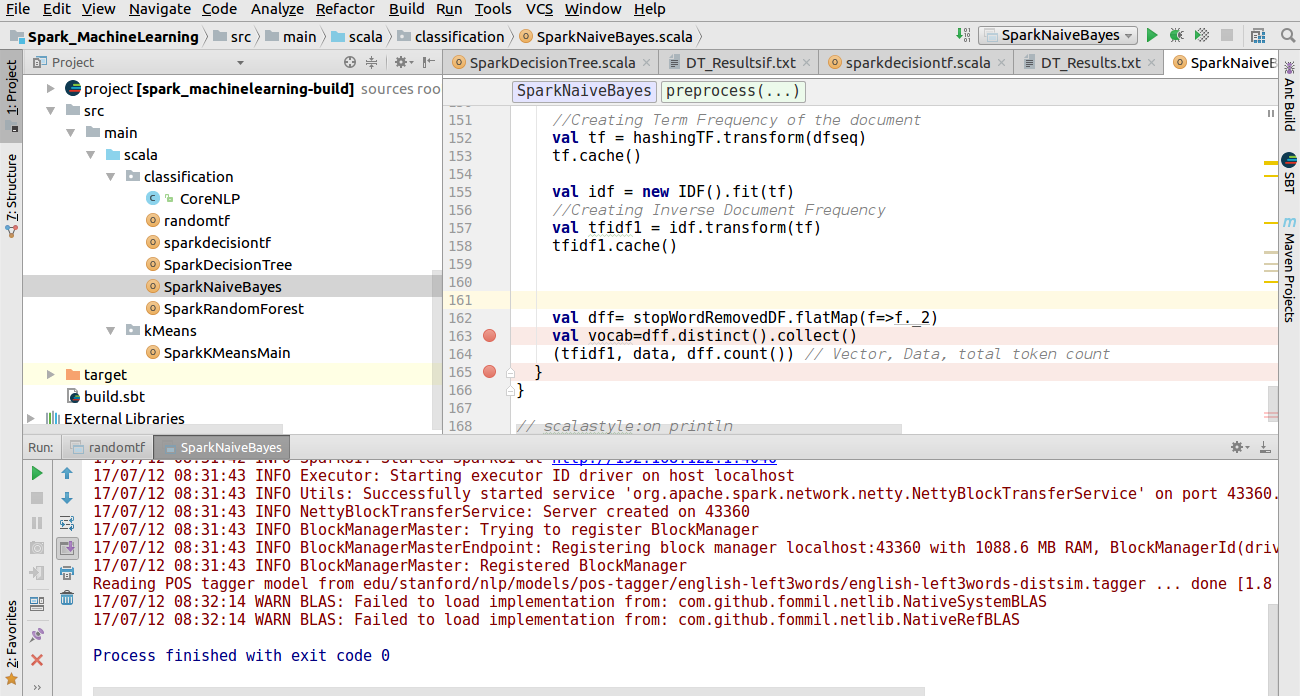 File Edit View Navigate Code Analyze Refactor Build Run Tools VCS Window Help
Spark_MachineLearning src main scala classification SparkNaiveBayes.scala SparkNaiveBayes
1: Project
7: Structure
2: Favorites
Project
project [spark_machinelearning-build] sources roo
src
main
scala
classification
CoreNLP
randomtf
sparkdecisiontf
SparkDecisionTree
SparkNaiveBayes
SparkRandomForest
kMeans
SparkKMeansMain
target
build.sbt
External Libraries
SparkDecisionTree.scala DT_Resultsif.txt sparkdecisiontf.scala DT_Results.txt SparkNaiveB
SparkNaiveBayes preprocess(...)
151 //Creating Term Frequency of the document
152 val tf = hashingTF.transform(dfseq)
153 tf.cache()
154
155 val idf = new IDF().fit(tf)
156 //Creating Inverse Document Frequency
157 val tfidf1 = idf.transform(tf)
158 tfidf1.cache()
159
160
161
162 val dff= stopWordRemovedDF.flatMap(f=>f._2)
163 val vocab=dff.distinct().collect()
164 (tfidf1, data, dff.count()) // Vector, Data, total token count
165 }
166 }
167
168 // scalastyle:on println
Ant Build
SBT
Maven Projects
Run: randomtf SparkNaiveBayes
17/07/12 08:31:43 INFO Executor: Starting executor ID driver on host localhost
17/07/12 08:31:43 INFO Utils: Successfully started service 'org.apache.spark.network.netty.NettyBlockTransferService' on port 43360.
17/07/12 08:31:43 INFO NettyBlockTransferService: Server created on 43360
17/07/12 08:31:43 INFO BlockManagerMaster: Trying to register BlockManager
17/07/12 08:31:43 INFO BlockManagerMasterEndpoint: Registering block manager localhost:43360 with 1088.6 MB RAM, BlockManagerId(driv
17/07/12 08:31:43 INFO BlockManagerMaster: Registered BlockManager
Reading POS tagger model from edu/stanford/nlp/models/pos-tagger/english-left3words/english-left3words-distsim.tagger ... done [1.8
17/07/12 08:32:14 WARN BLAS: Failed to load implementation from: com.github.fommil.netlib.NativeSystemBLAS
17/07/12 08:32:14 WARN BLAS: Failed to load implementation from: com.github.fommil.netlib.NativeRefBLAS
Process finished with exit code 0